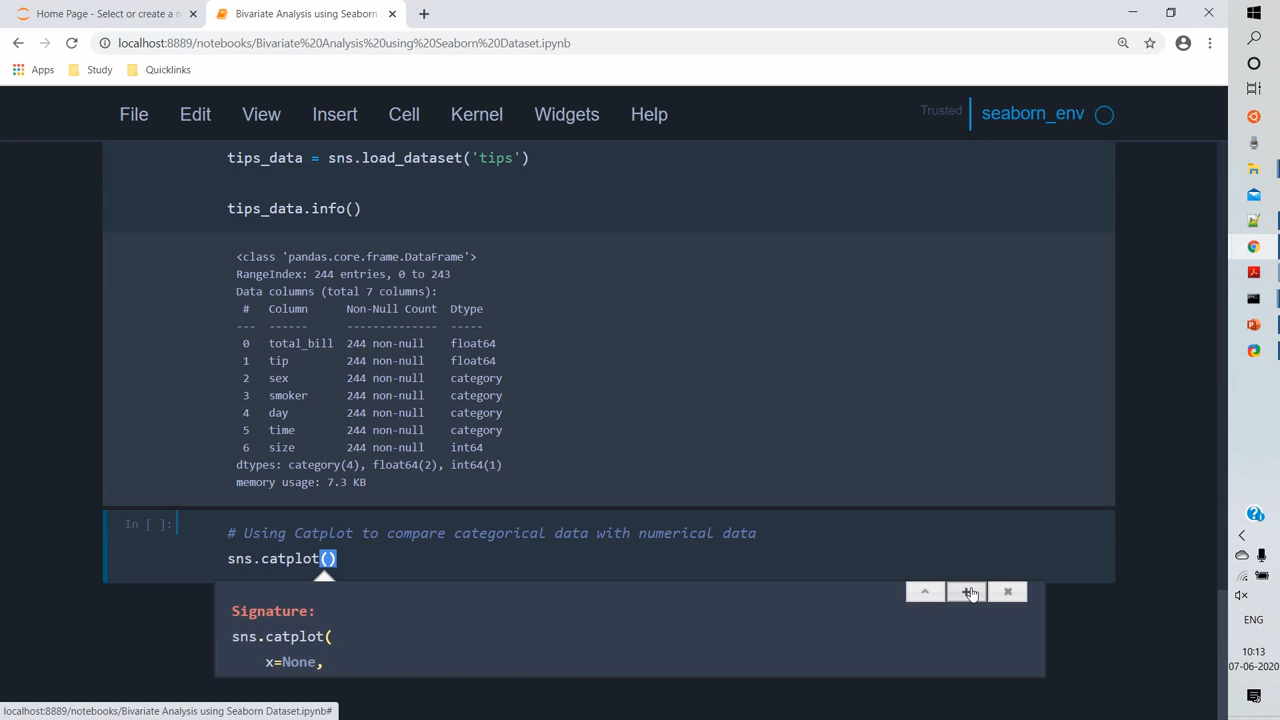 Home Page - Select or create a n
Bivariate Analysis using Seaborn
localhost:8889/notebooks/Bivariate%20Analysis%20using%20Seaborn%20Dataset.ipynb
Apps Study Quicklinks
File Edit View Insert Cell Kernel Widgets Help Trusted seaborn_env
tips_data = sns.load_dataset('tips')
tips_data.info()
<class 'pandas.core.frame.DataFrame'>
RangeIndex: 244 entries, 0 to 243
Data columns (total 7 columns):
# Column Non-Null Count Dtype
--- ------ -------------- -----
0 total_bill 244 non-null float64
1 tip 244 non-null float64
2 sex 244 non-null category
3 smoker 244 non-null category
4 day 244 non-null category
5 time 244 non-null category
6 size 244 non-null int64
dtypes: category(4), float64(2), int64(1)
memory usage: 7.3 KB
In [ ]:
# Using Catplot to compare categorical data with numerical data
sns.catplot()
Signature:
sns.catplot(
x=None,
localhost:8889/notebooks/Bivariate Analysis using Seaborn Dataset.ipynb#
ENG
10:13
07-06-2020